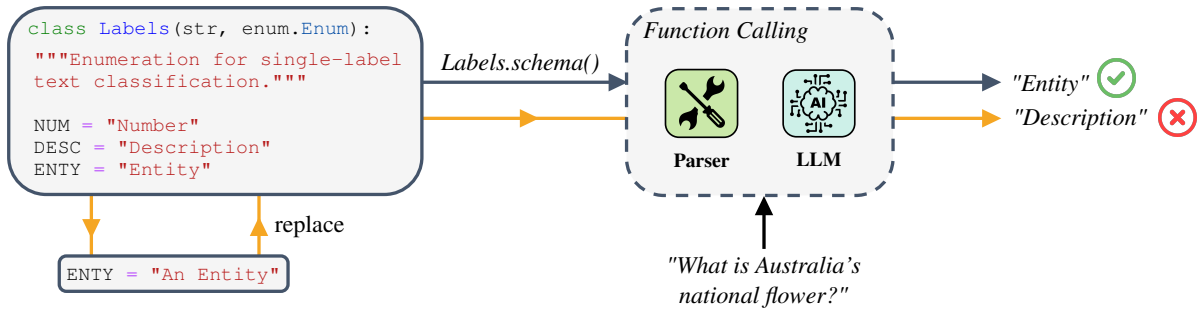 class Labels(str, enum.Enum):
"""Enumeration for single-label
text classification."""
NUM = "Number"
DESC = "Description"
ENTY = "Entity"
replace
ENTY = "An Entity"
Labels.schema()
Function Calling
AI
Parser
LLM
"What is Australia's
national flower?"
"Entity"
"Description"